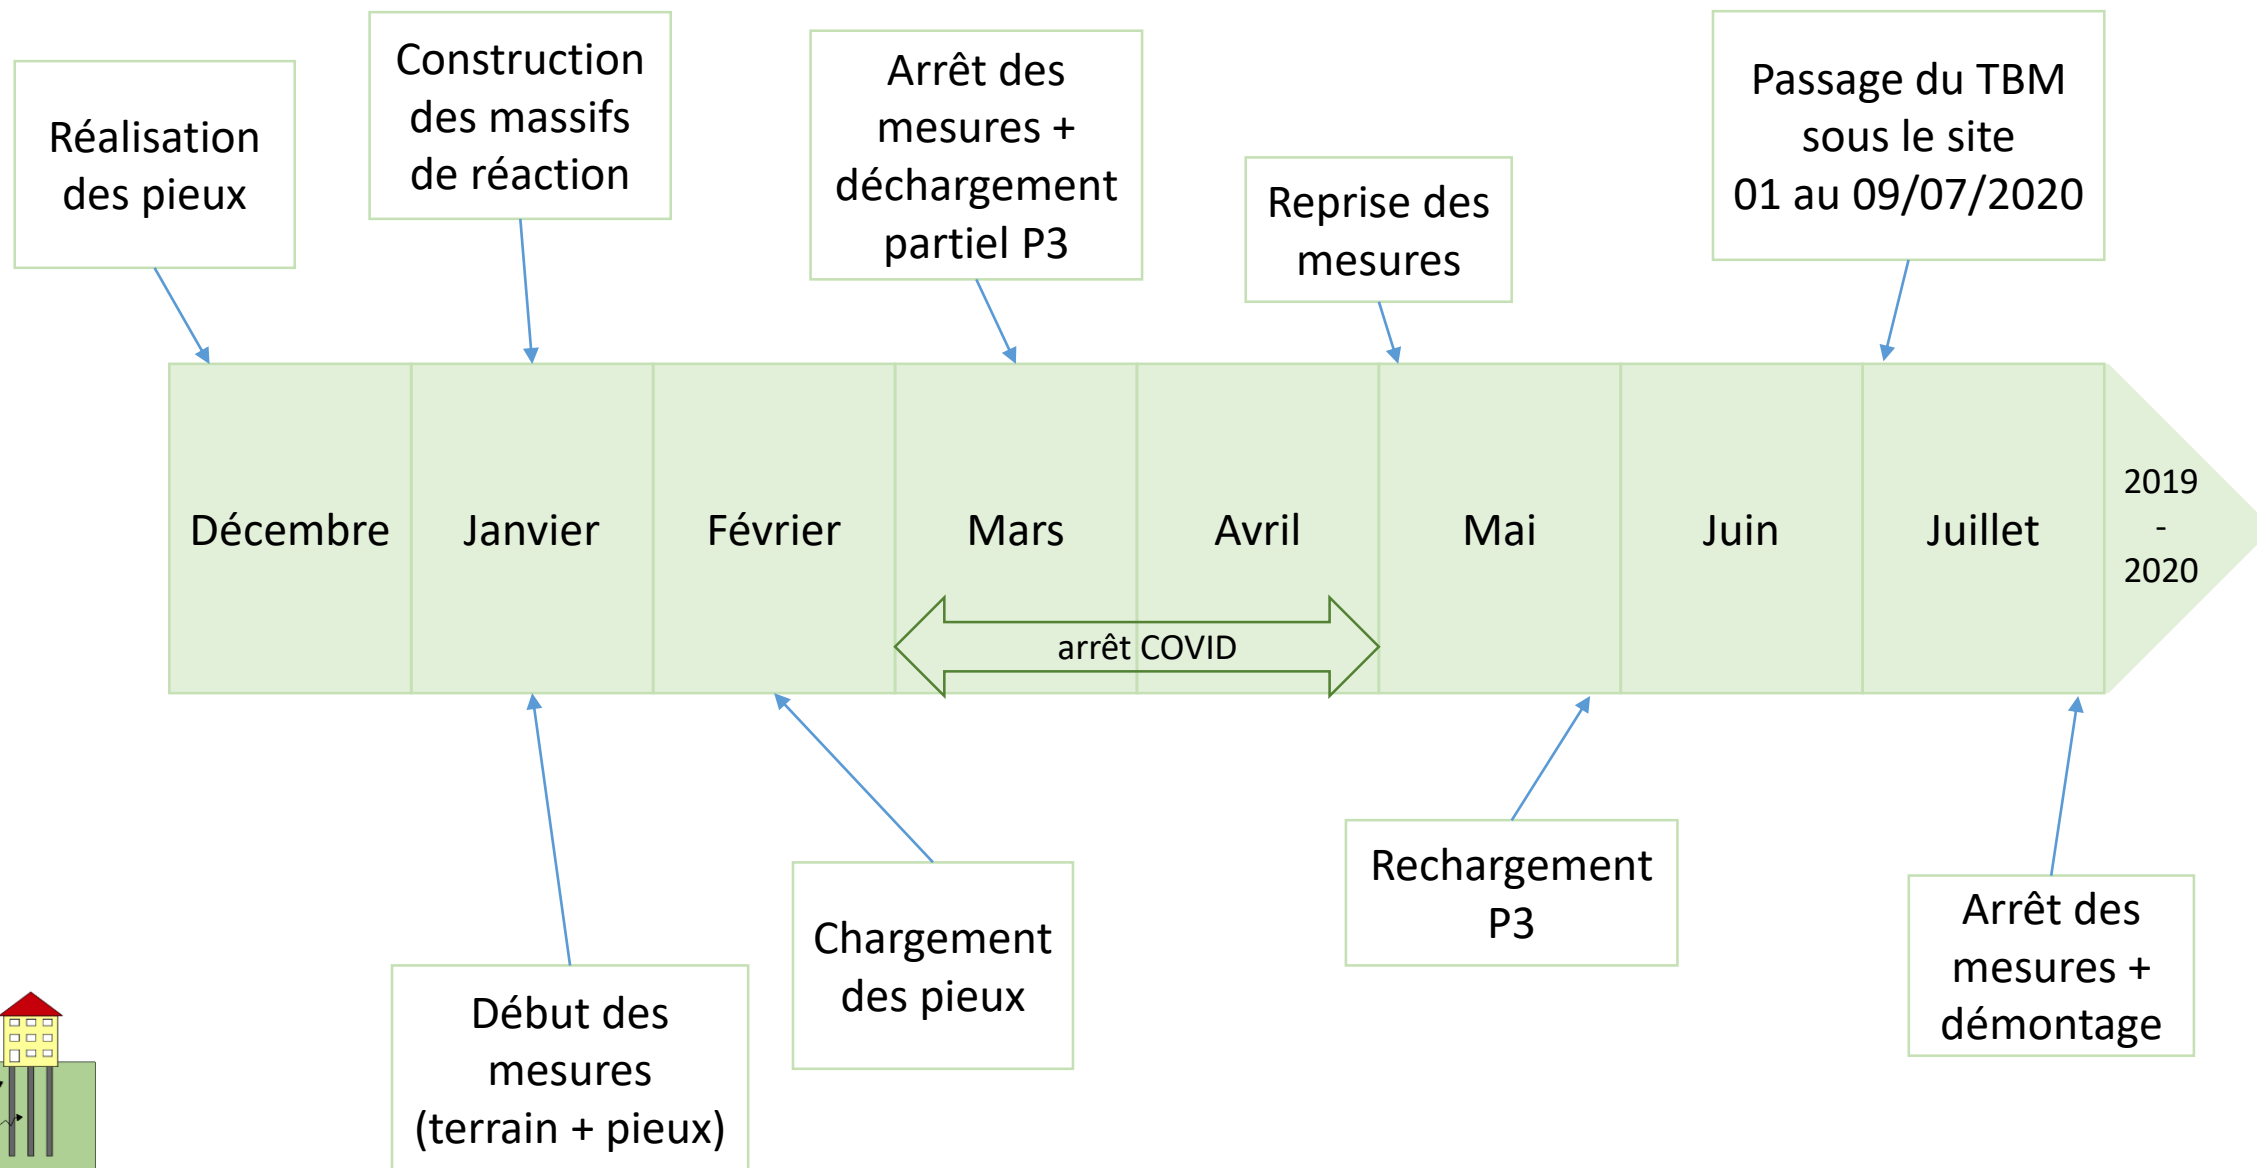 Réalisation
des pieux
Construction
des massifs
de réaction
Arrêt des
mesures +
déchargement
partiel P3
Reprise des
mesures
Passage du TBM
sous le site
01 au 09/07/2020
Décembre
Janvier
Février
Mars
Avril
Mai
Juin
Juillet
2019
-
2020
arrêt COVID
Début des
mesures
(terrain + pieux)
Chargement
des pieux
Rechargement
P3
Arrêt des
mesures +
démontage